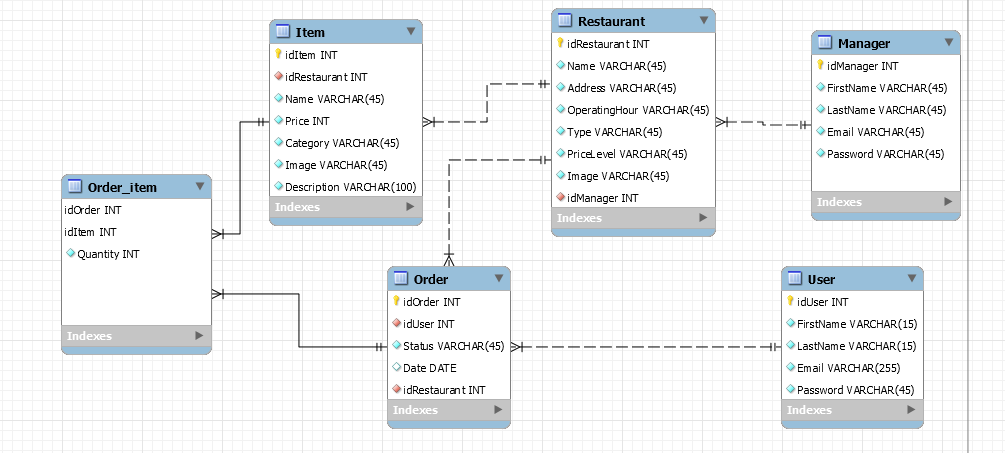 Item
idItem INT
idRestaurant INT
Name VARCHAR(45)
Price INT
Category VARCHAR(45)
Image VARCHAR(45)
Description VARCHAR(100)
Indexes
Restaurant
idRestaurant INT
Name VARCHAR(45)
Address VARCHAR(45)
OperatingHour VARCHAR(45)
Type VARCHAR(45)
PriceLevel VARCHAR(45)
Image VARCHAR(45)
idManager INT
Indexes
Manager
idManager INT
FirstName VARCHAR(45)
LastName VARCHAR(45)
Email VARCHAR(45)
Password VARCHAR(45)
Indexes
Order_item
idOrder INT
idItem INT
Quantity INT
Indexes
Order
idOrder INT
idUser INT
Status VARCHAR(45)
Date DATE
idRestaurant INT
Indexes
User
idUser INT
FirstName VARCHAR(15)
LastName VARCHAR(15)
Email VARCHAR(255)
Password VARCHAR(45)
Indexes